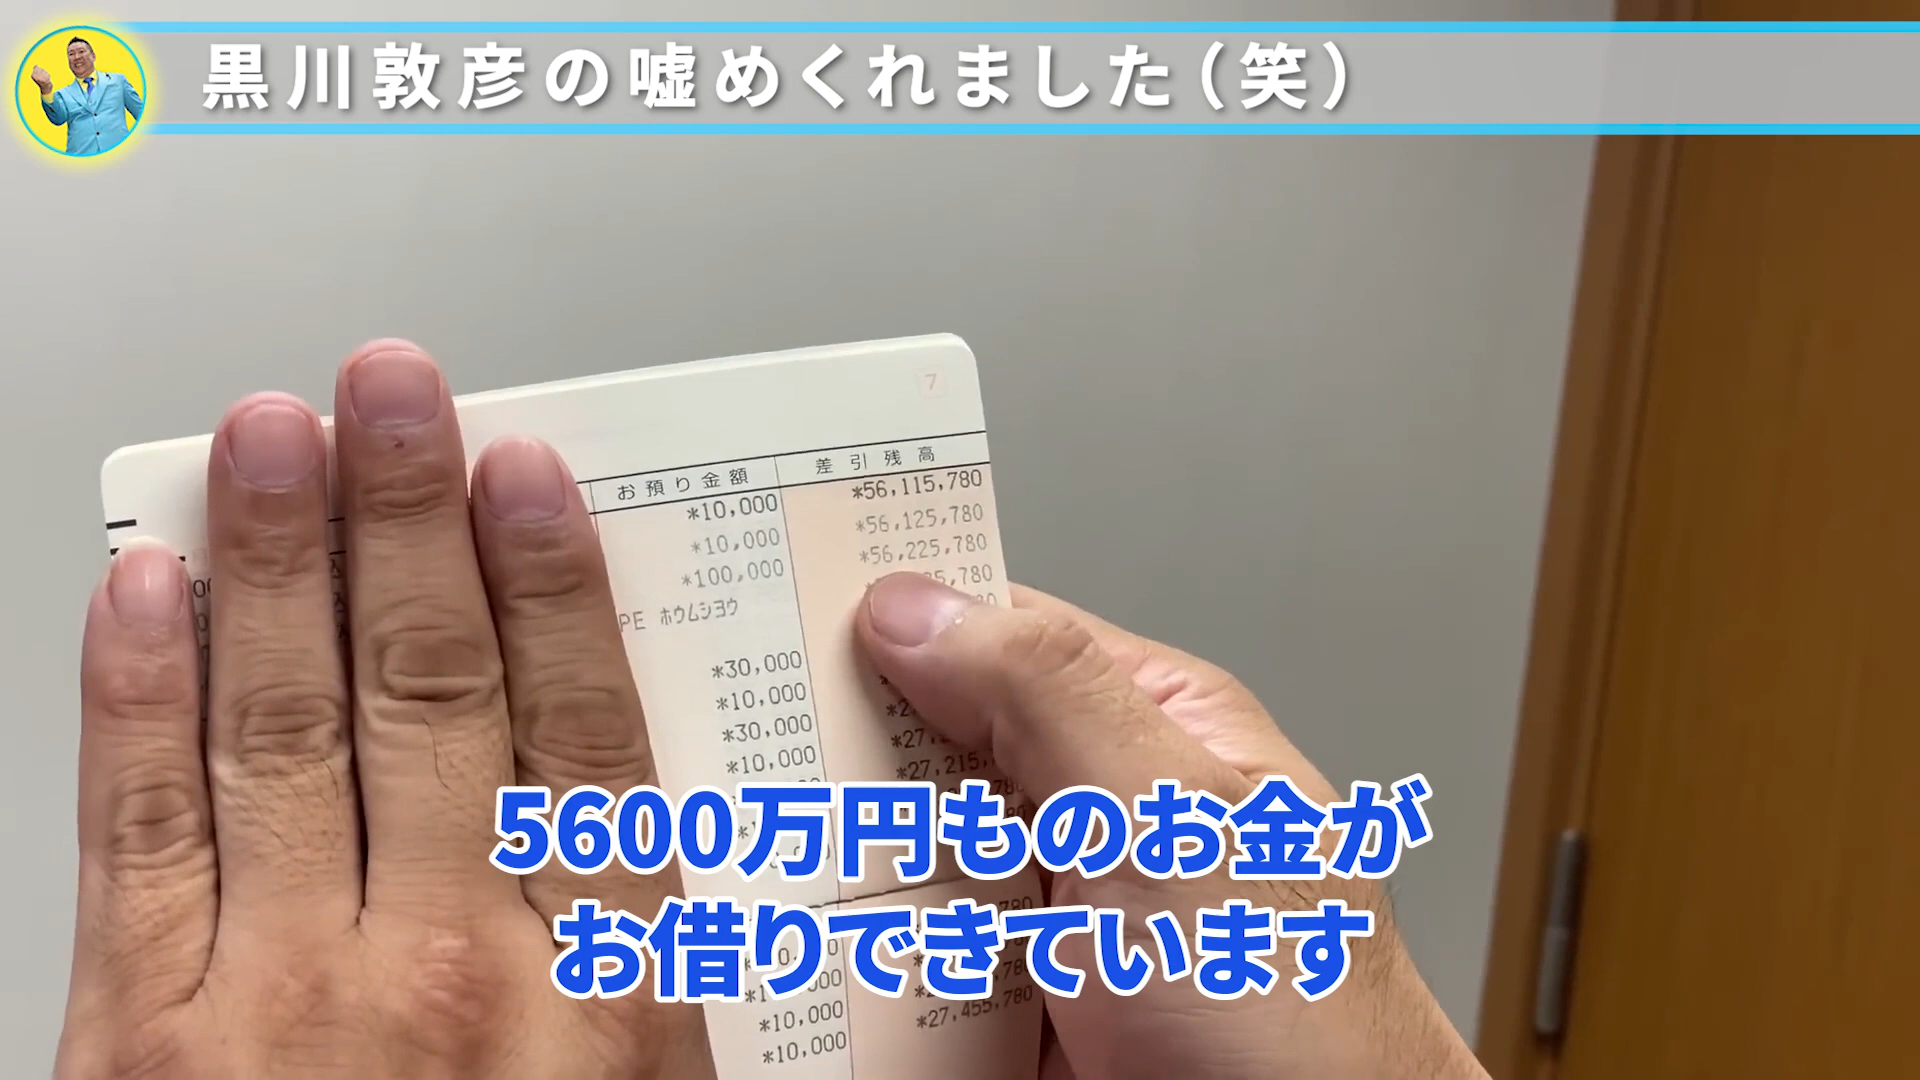 黒川敦彦の嘘めくれました(笑)
7
お預り金額 差引残高
*10,000 *56,115,780
*10,000 *56,125,780
*100,000 *56,225,780
5,780
PE ホウムシヨウ
*30,000
*10,000
*30,000
*10,000 *27,215,
5600万円ものお金が
お借りできています
*10,000 *27,455,780
*10,000